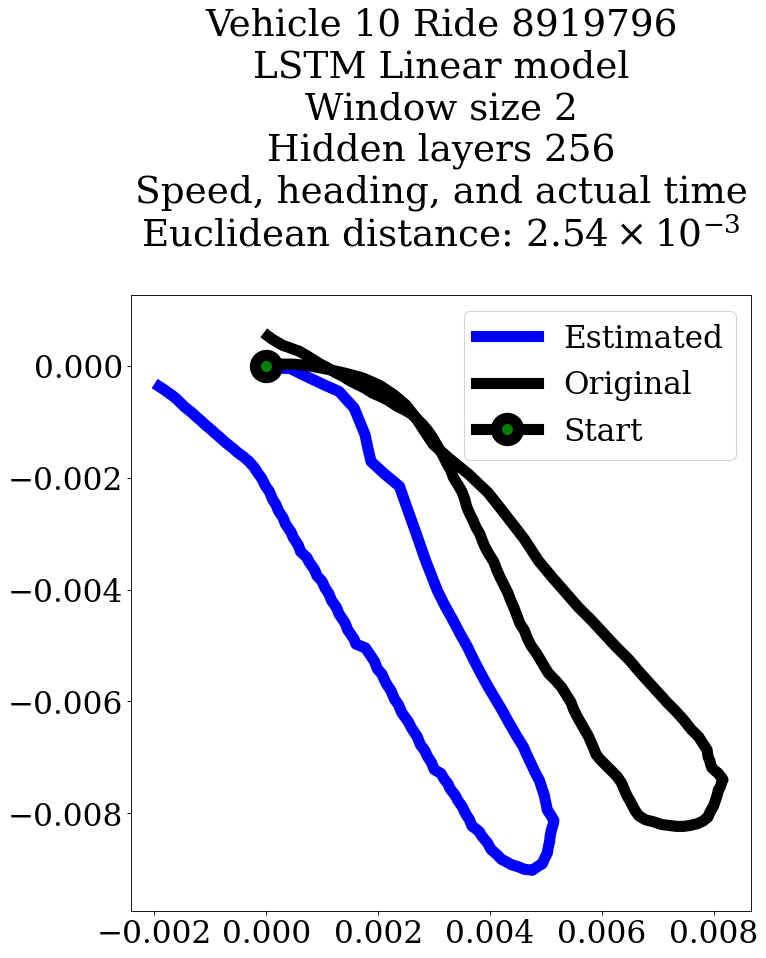 Vehicle 10 Ride 8919796
LSTM Linear model
Window size 2
Hidden layers 256
Speed, heading, and actual time
Euclidean distance: 2.54 × 10⁻³
Estimated
Original
Start
0.000
−0.002
−0.004
−0.006
−0.008
−0.002 0.000 0.002 0.004 0.006 0.008